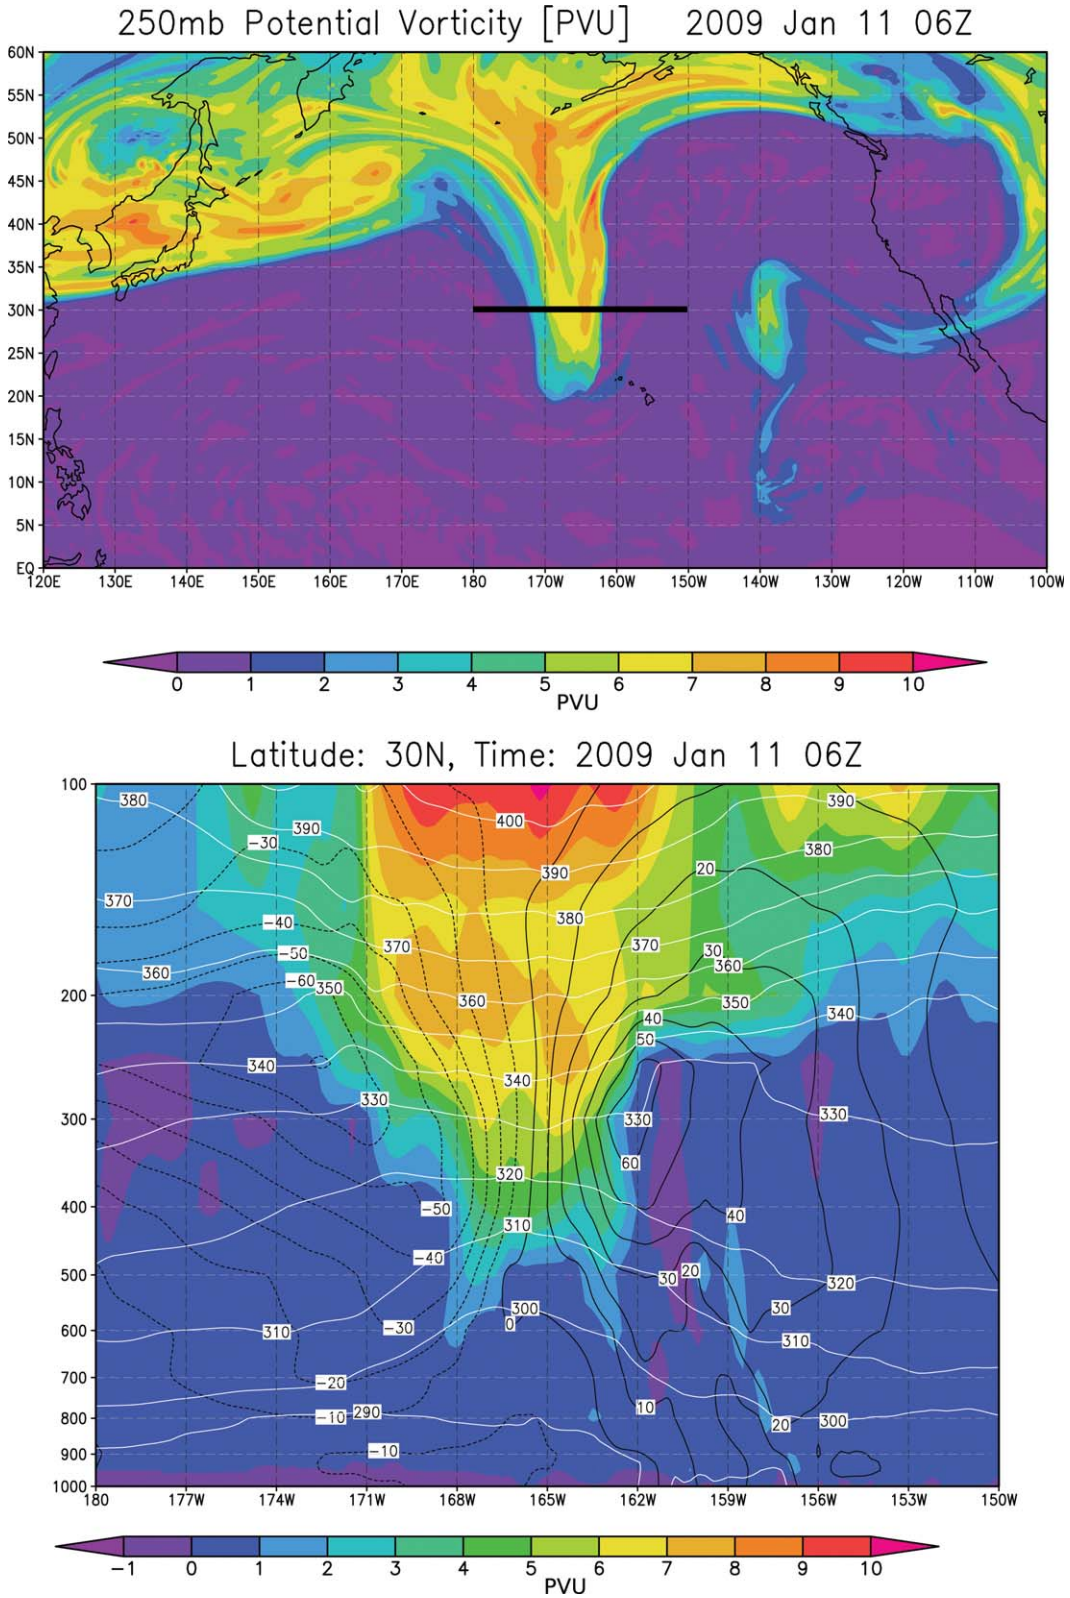 250mb Potential Vorticity [PVU] 2009 Jan 11 06Z
60N
55N
50N
45N
40N
35N
30N
25N
20N
15N
10N
5N
EQ
120E 130E 140E 150E 160E 170E 180 170W 160W 150W 140W 130W 120W 110W 100W
0 1 2 3 4 5 6 7 8 9 10
PVU
Latitude: 30N, Time: 2009 Jan 11 06Z
100
380 390
400
390
-30 380
20
390
370 380
-40
370 370
-50 30
360 360
-60
350 360 350
200
340 40
50
340
340
330
300 330 330
60
320
400 -50 40
310
-40
500 30 20 320
300 30
600 310 -30 0
310
700 -20
10
800 -10 290 300
20
900 -10
1000
180 177W 174W 171W 168W 165W 162W 159W 156W 153W 150W
-1 0 1 2 3 4 5 6 7 8 9 10
PVU